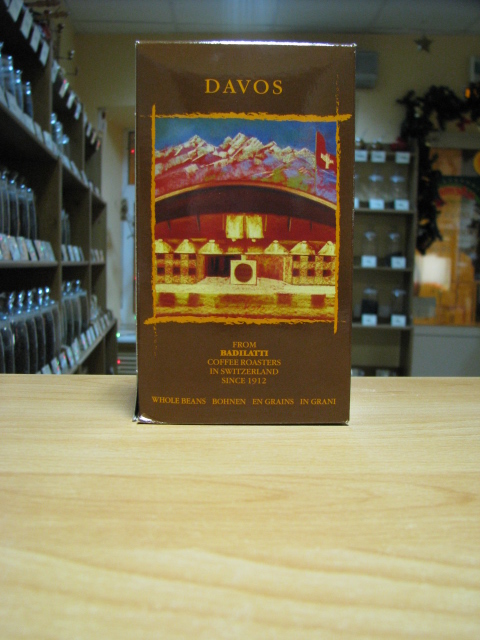 DAVOS
FROM
BADILATTI
COFFEE ROASTERS
IN SWITZERLAND
SINCE 1912
WHOLE BEANS BOHNEN EN GRAINS IN GRANI